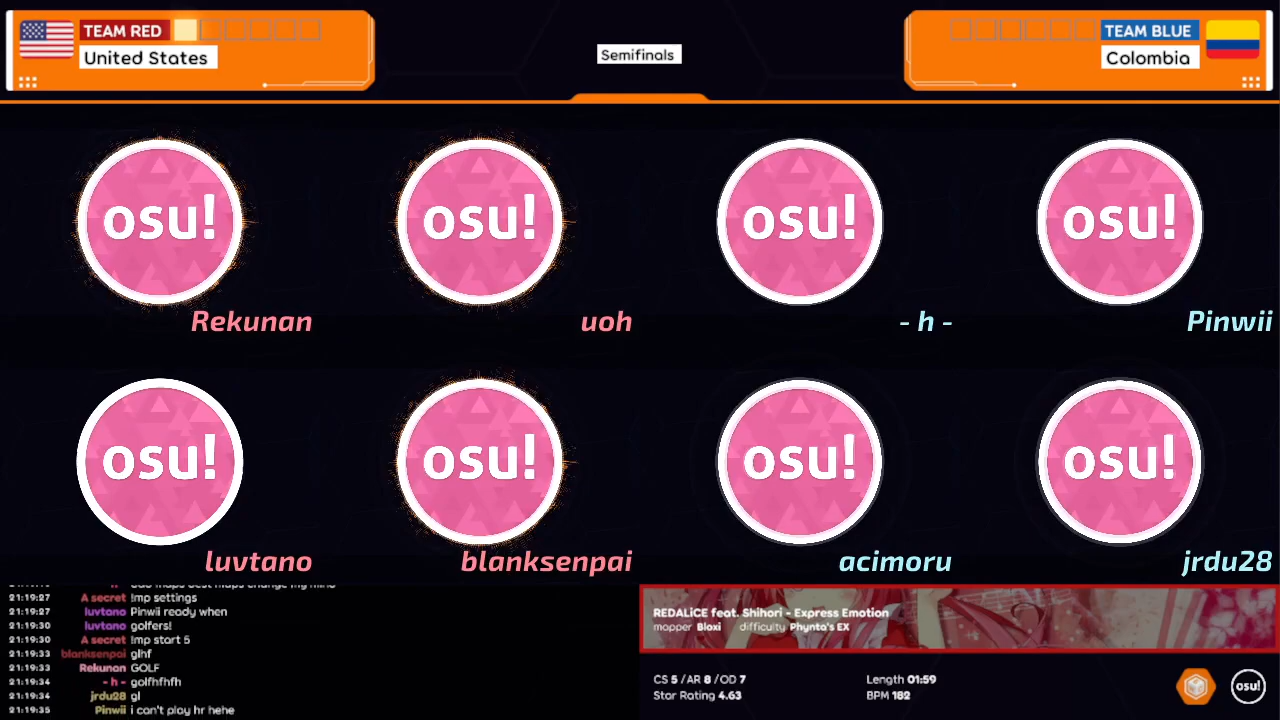 TEAM RED
United States
Semifinals
TEAM BLUE
Colombia
osu!
osu!
osu!
osu!
Rekunan
uoh
- h -
Pinwii
osu!
osu!
osu!
osu!
luvtano
blanksenpai
acimoru
jrdu28
21:19:27 A secret !mp settings
21:19:27 luvtano Pinwii ready when
21:19:30 luvtano golfers!
21:19:30 A secret !mp start 5
21:19:33 blanksenpai glhf
21:19:33 Rekunan GOLF
21:19:34 - h - golfhfhfh
21:19:34 jrdu28 gl
21:19:35 Pinwii i can't play hr hehe
REDALiCE feat. Shihori - Express Emotion
mapper Bloxi difficulty Phynta's EX
CS 5 / AR 8 / OD 7
Star Rating 4.63
Length 01:59
BPM 182
osu!